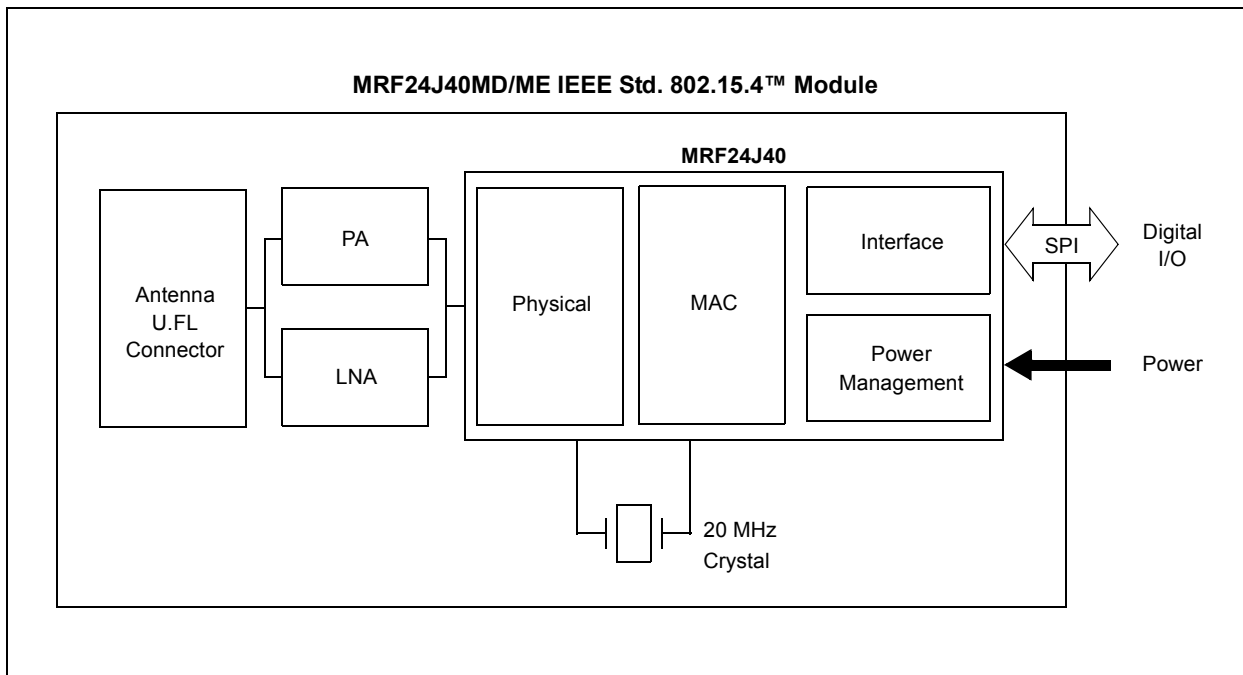 MRF24J40MD/ME IEEE Std. 802.15.4™ Module
MRF24J40
Antenna
U.FL
Connector
PA
LNA
Physical
MAC
Interface
Power
Management
SPI
Digital
I/O
Power
20 MHz
Crystal